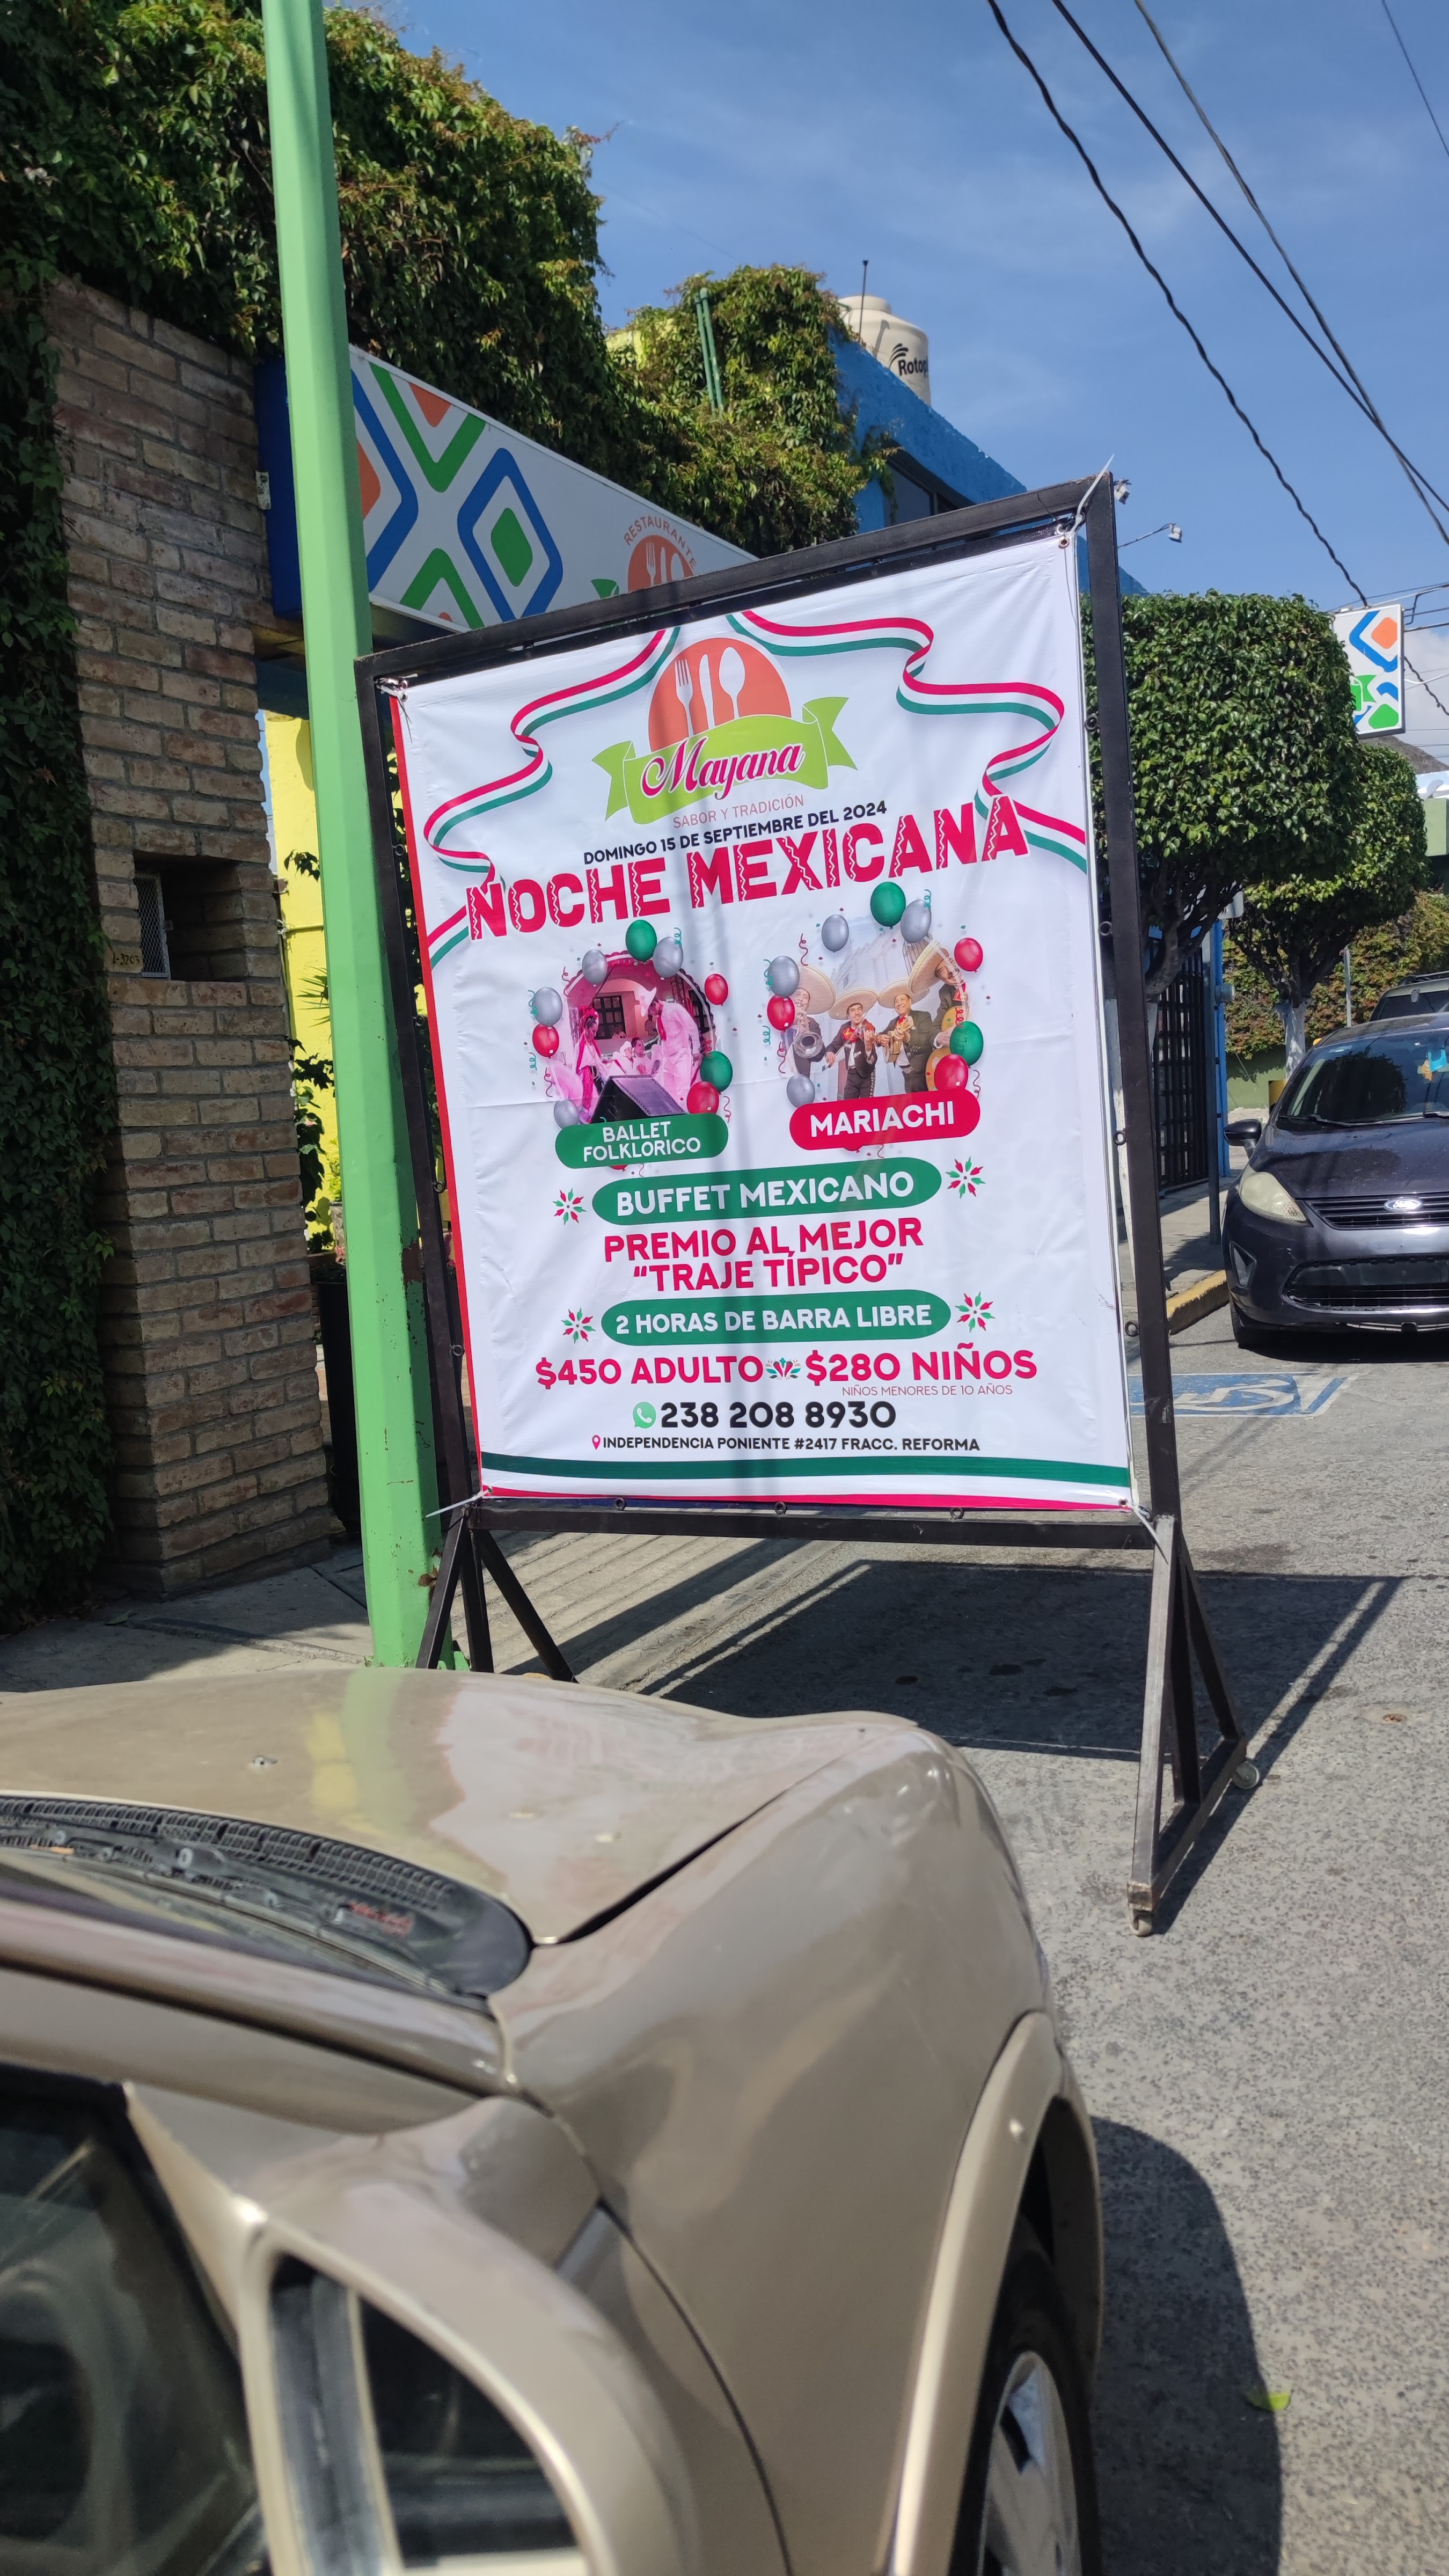 Rotop
RESTAURANTE
Mayana
SABOR Y TRADICIÓN
DOMINGO 15 DE SEPTIEMBRE DEL 2024
NOCHE MEXICANA
BALLET
FOLKLORICO
MARIACHI
BUFFET MEXICANO
PREMIO AL MEJOR
"TRAJE TÍPICO"
2 HORAS DE BARRA LIBRE
$450 ADULTO $280 NIÑOS
NIÑOS MENORES DE 10 AÑOS
238 208 8930
INDEPENDENCIA PONIENTE #2417 FRACC. REFORMA
Ford